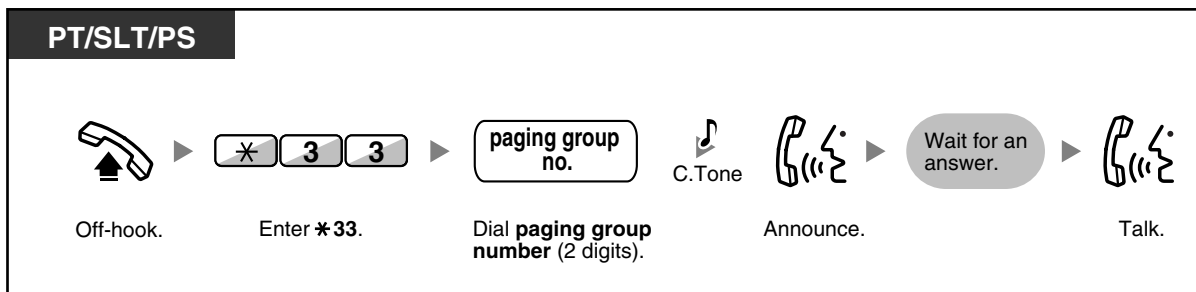 PT/SLT/PS
✳ 3 3
paging group
no.
C.Tone
Wait for an
answer.
Off-hook.
Enter ✳33.
Dial paging group
number (2 digits).
Announce.
Talk.